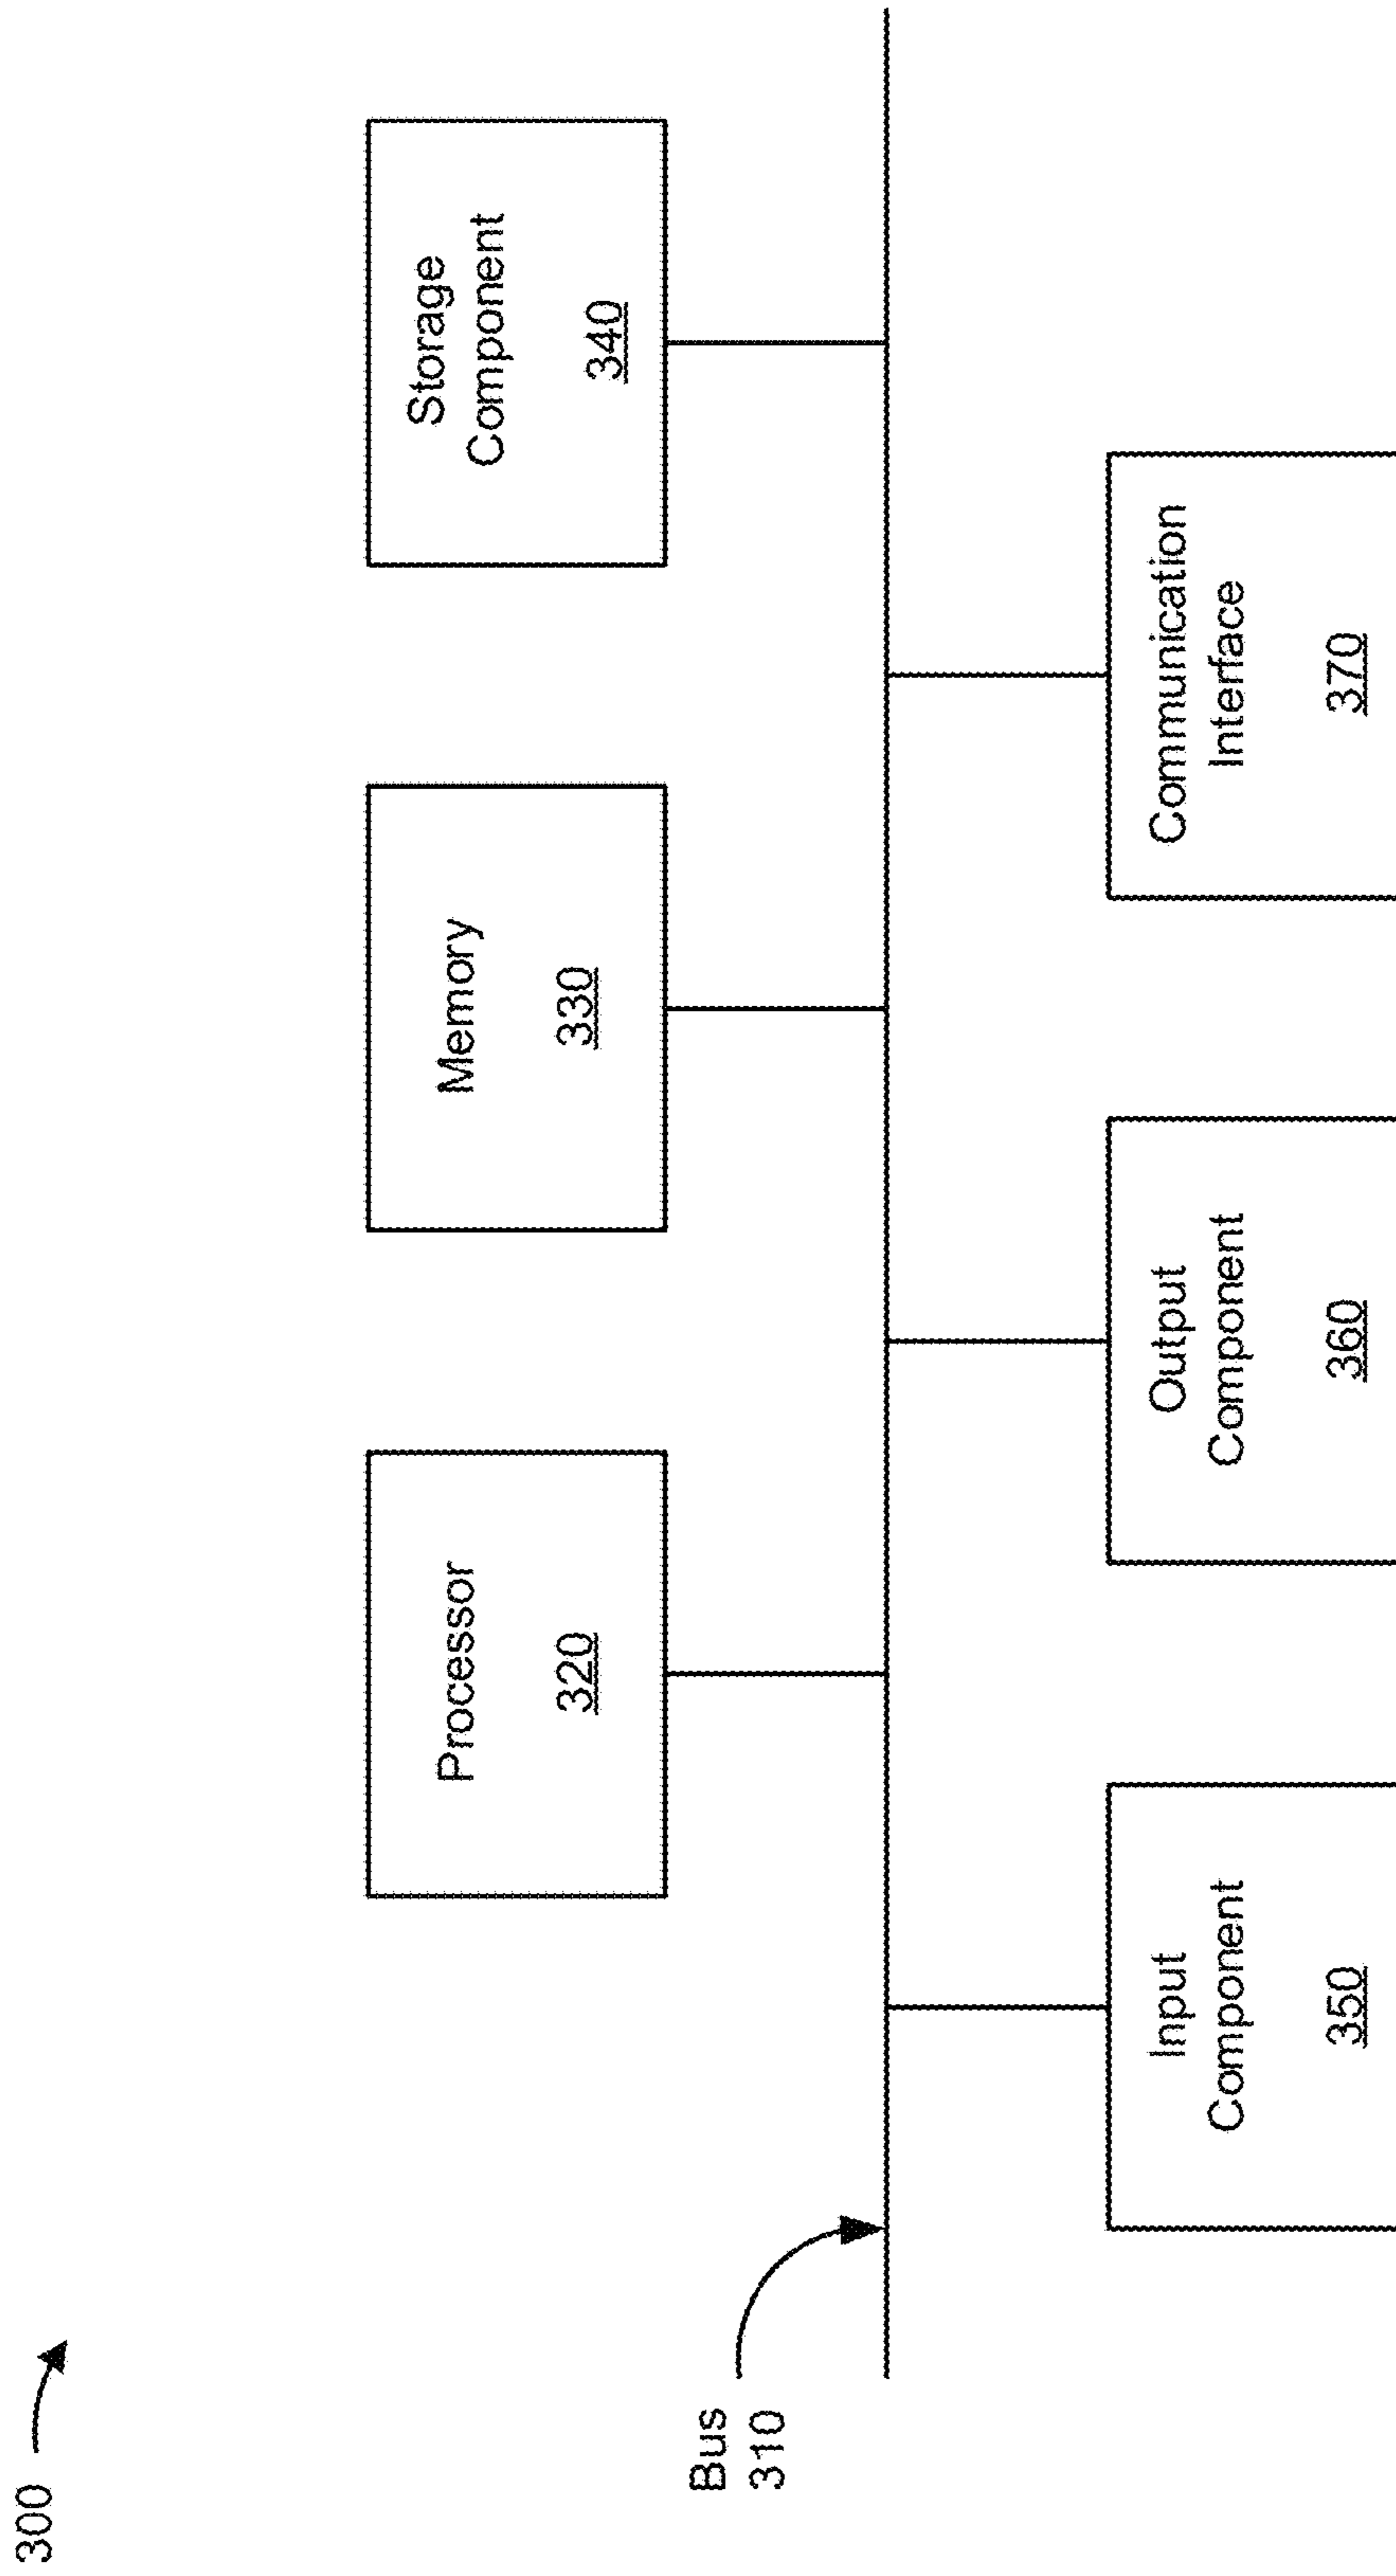 300
Processor
320
Memory
330
Storage
Component
340
Bus
310
Input
Component
350
Output
Component
360
Communication
Interface
370